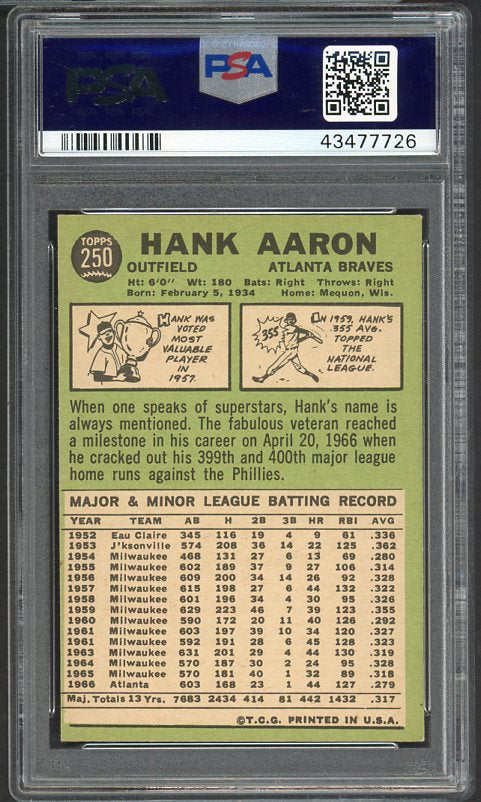 PSA
PSA
43477726
TOPPS
250
HANK AARON
OUTFIELD ATLANTA BRAVES
Ht: 6'0" Wt: 180 Bats: Right Throws: Right
Born: February 5, 1934 Home: Mequon, Wis.
HANK WAS
VOTED
MOST
VALUABLE
PLAYER
IN
1957.
.355
IN 1959, HANK'S
.355 AVG.
TOPPED
THE
NATIONAL
LEAGUE.
When one speaks of superstars, Hank's name is
always mentioned. The fabulous veteran reached
a milestone in his career on April 20, 1966 when
he cracked out his 399th and 400th major league
home runs against the Phillies.
MAJOR & MINOR LEAGUE BATTING RECORD
YEAR TEAM AB H 2B 3B HR RBI AVG
1952 Eau Claire 345 116 19 4 9 61 .336
1953 J'ksonville 574 208 36 14 22 125 .362
1954 Milwaukee 468 131 27 6 13 69 .280
1955 Milwaukee 602 189 37 9 27 106 .314
1956 Milwaukee 609 200 34 14 26 92 .328
1957 Milwaukee 615 198 27 6 44 132 .322
1958 Milwaukee 601 196 34 4 30 95 .326
1959 Milwaukee 629 223 46 7 39 123 .355
1960 Milwaukee 590 172 20 11 40 126 .292
1961 Milwaukee 603 197 39 10 34 120 .327
1961 Milwaukee 592 191 28 6 45 128 .323
1963 Milwaukee 631 201 29 4 44 130 .319
1964 Milwaukee 570 187 30 2 24 95 .328
1965 Milwaukee 570 181 40 1 32 89 .318
1966 Atlanta 603 168 23 1 44 127 .279
Maj. Totals 13 Yrs. 7683 2434 414 81 442 1432 .317
©T.C.G. PRINTED IN U.S.A.